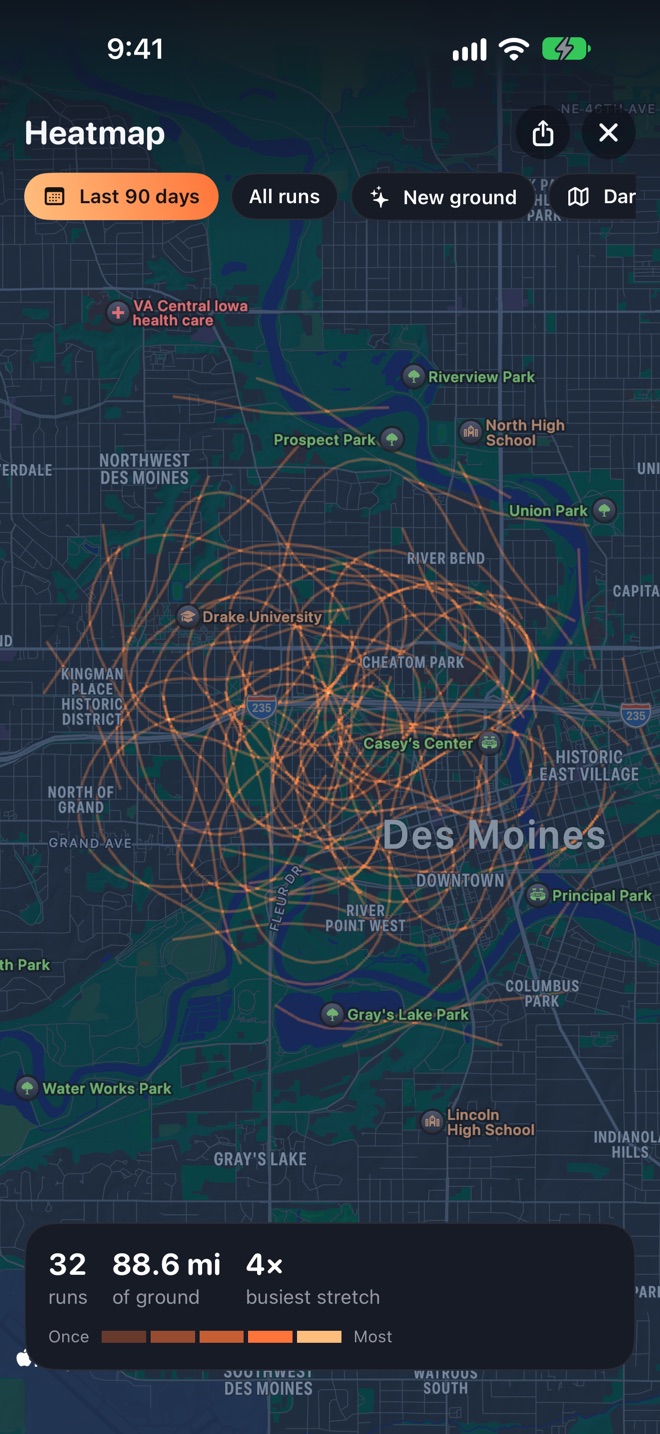 9:41
NE 46TH AVE
Heatmap
Last 90 days
All runs
New ground
Dar
PARK
VA Central Iowa
health care
Riverview Park
North High
School
Prospect Park
ERDALE
NORTHWEST
DES MOINES
UNI
Union Park
RIVER BEND
CAPITA
Drake University
ND
CHEATOM PARK
KINGMAN
PLACE
HISTORIC
DISTRICT
235
235
Casey's Center
HISTORIC
EAST VILLAGE
NORTH OF
GRAND
GRAND AVE
Des Moines
DOWNTOWN
FLEUR DR
Principal Park
RIVER
POINT WEST
th Park
COLUMBUS
PARK
Gray's Lake Park
Water Works Park
Lincoln
High School
INDIANOLA
HILLS
GRAY'S LAKE
32
88.6 mi
4×
runs
of ground
busiest stretch
PARK
Once
Most
SOUTHWEST
DES MOINES
WATROUS
SOUTH